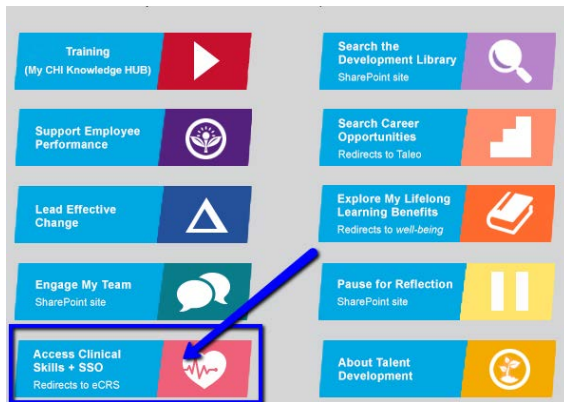 Training
(My CHI Knowledge HUB)
Support Employee
Performance
Lead Effective
Change
Engage My Team
SharePoint site
Access Clinical
Skills + SSO
Redirects to eCRS
Search the
Development Library
SharePoint site
Search Career
Opportunities
Redirects to Taleo
Explore My Lifelong
Learning Benefits
Redirects to well-being
Pause for Reflection
SharePoint site
About Talent
Development